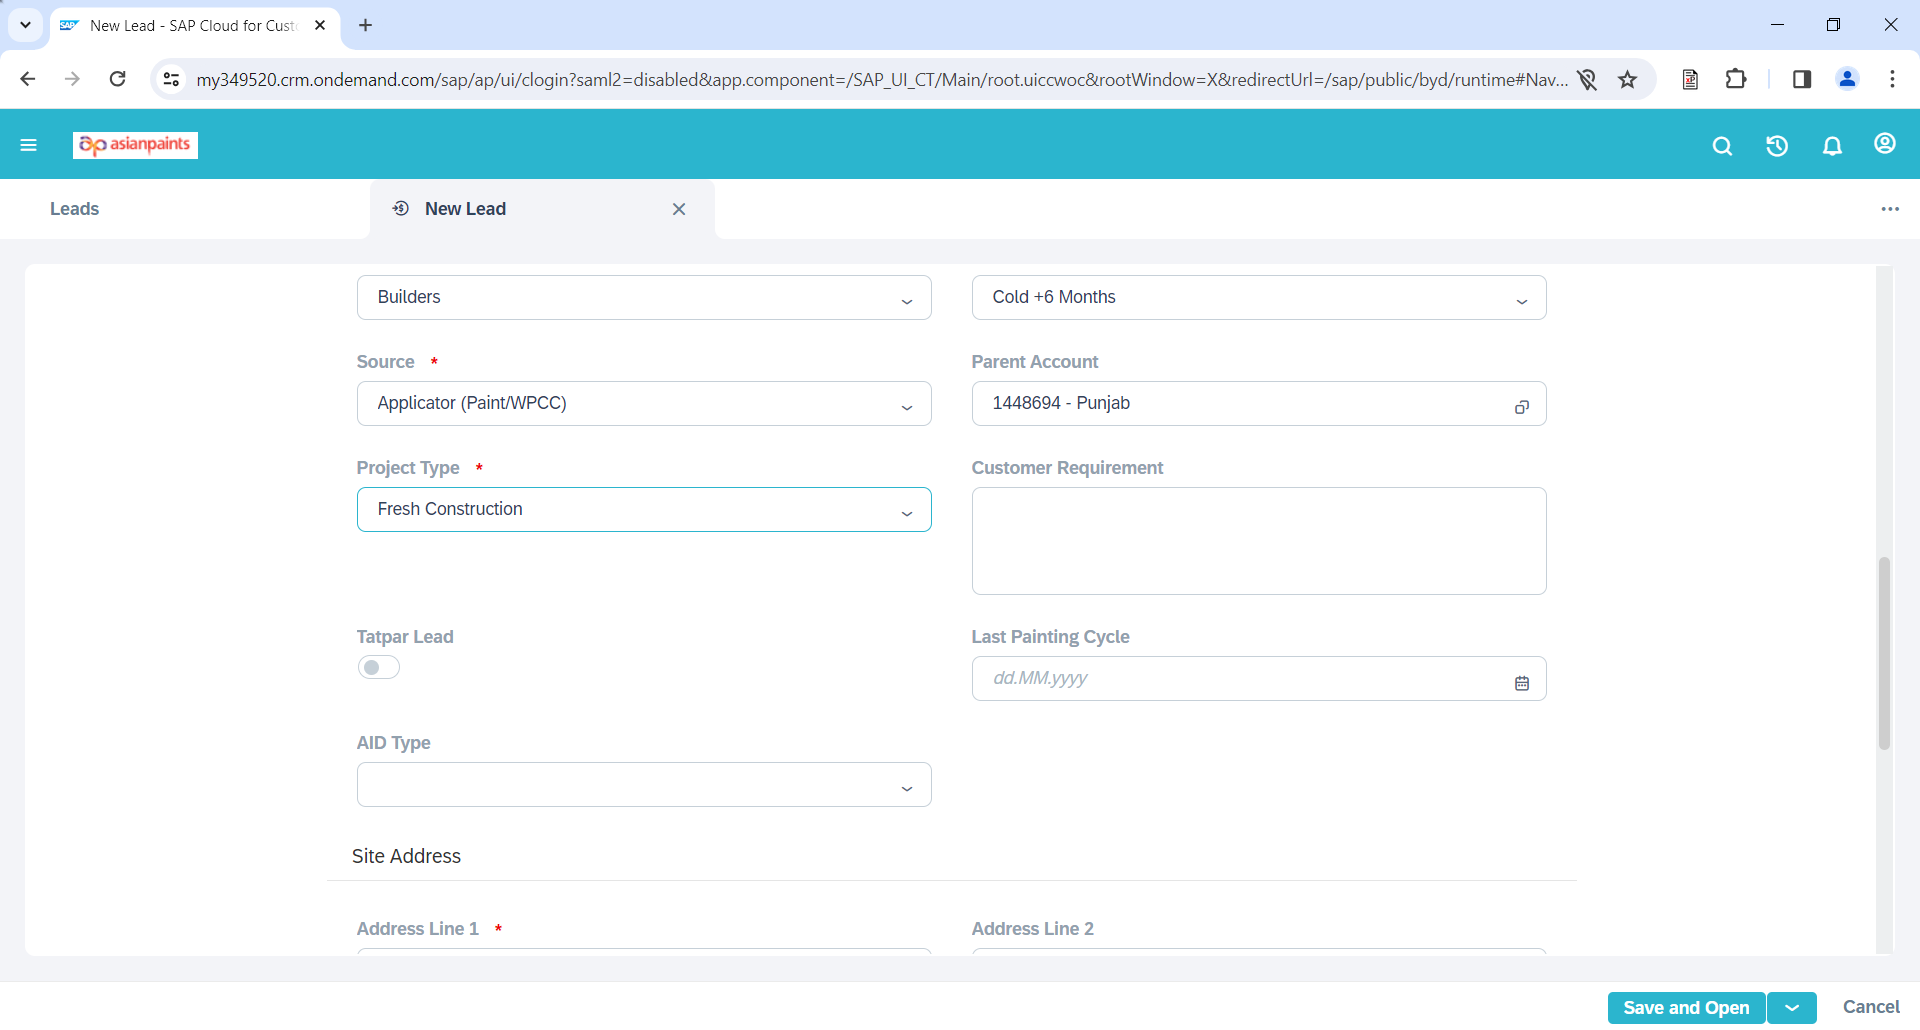 New Lead - SAP Cloud for Cust
my349520.crm.ondemand.com/sap/ap/ui/clogin?saml2=disabled&app.component=/SAP_UI_CT/Main/root.uiccwoc&rootWindow=X&redirectUrl=/sap/public/byd/runtime#Nav...
asianpaints
Leads
New Lead
Builders
Cold +6 Months
Source *
Parent Account
Applicator (Paint/WPCC)
1448694 - Punjab
Project Type *
Customer Requirement
Fresh Construction
Tatpar Lead
Last Painting Cycle
dd.MM.yyyy
AID Type
Site Address
Address Line 1 *
Address Line 2
Save and Open
Cancel